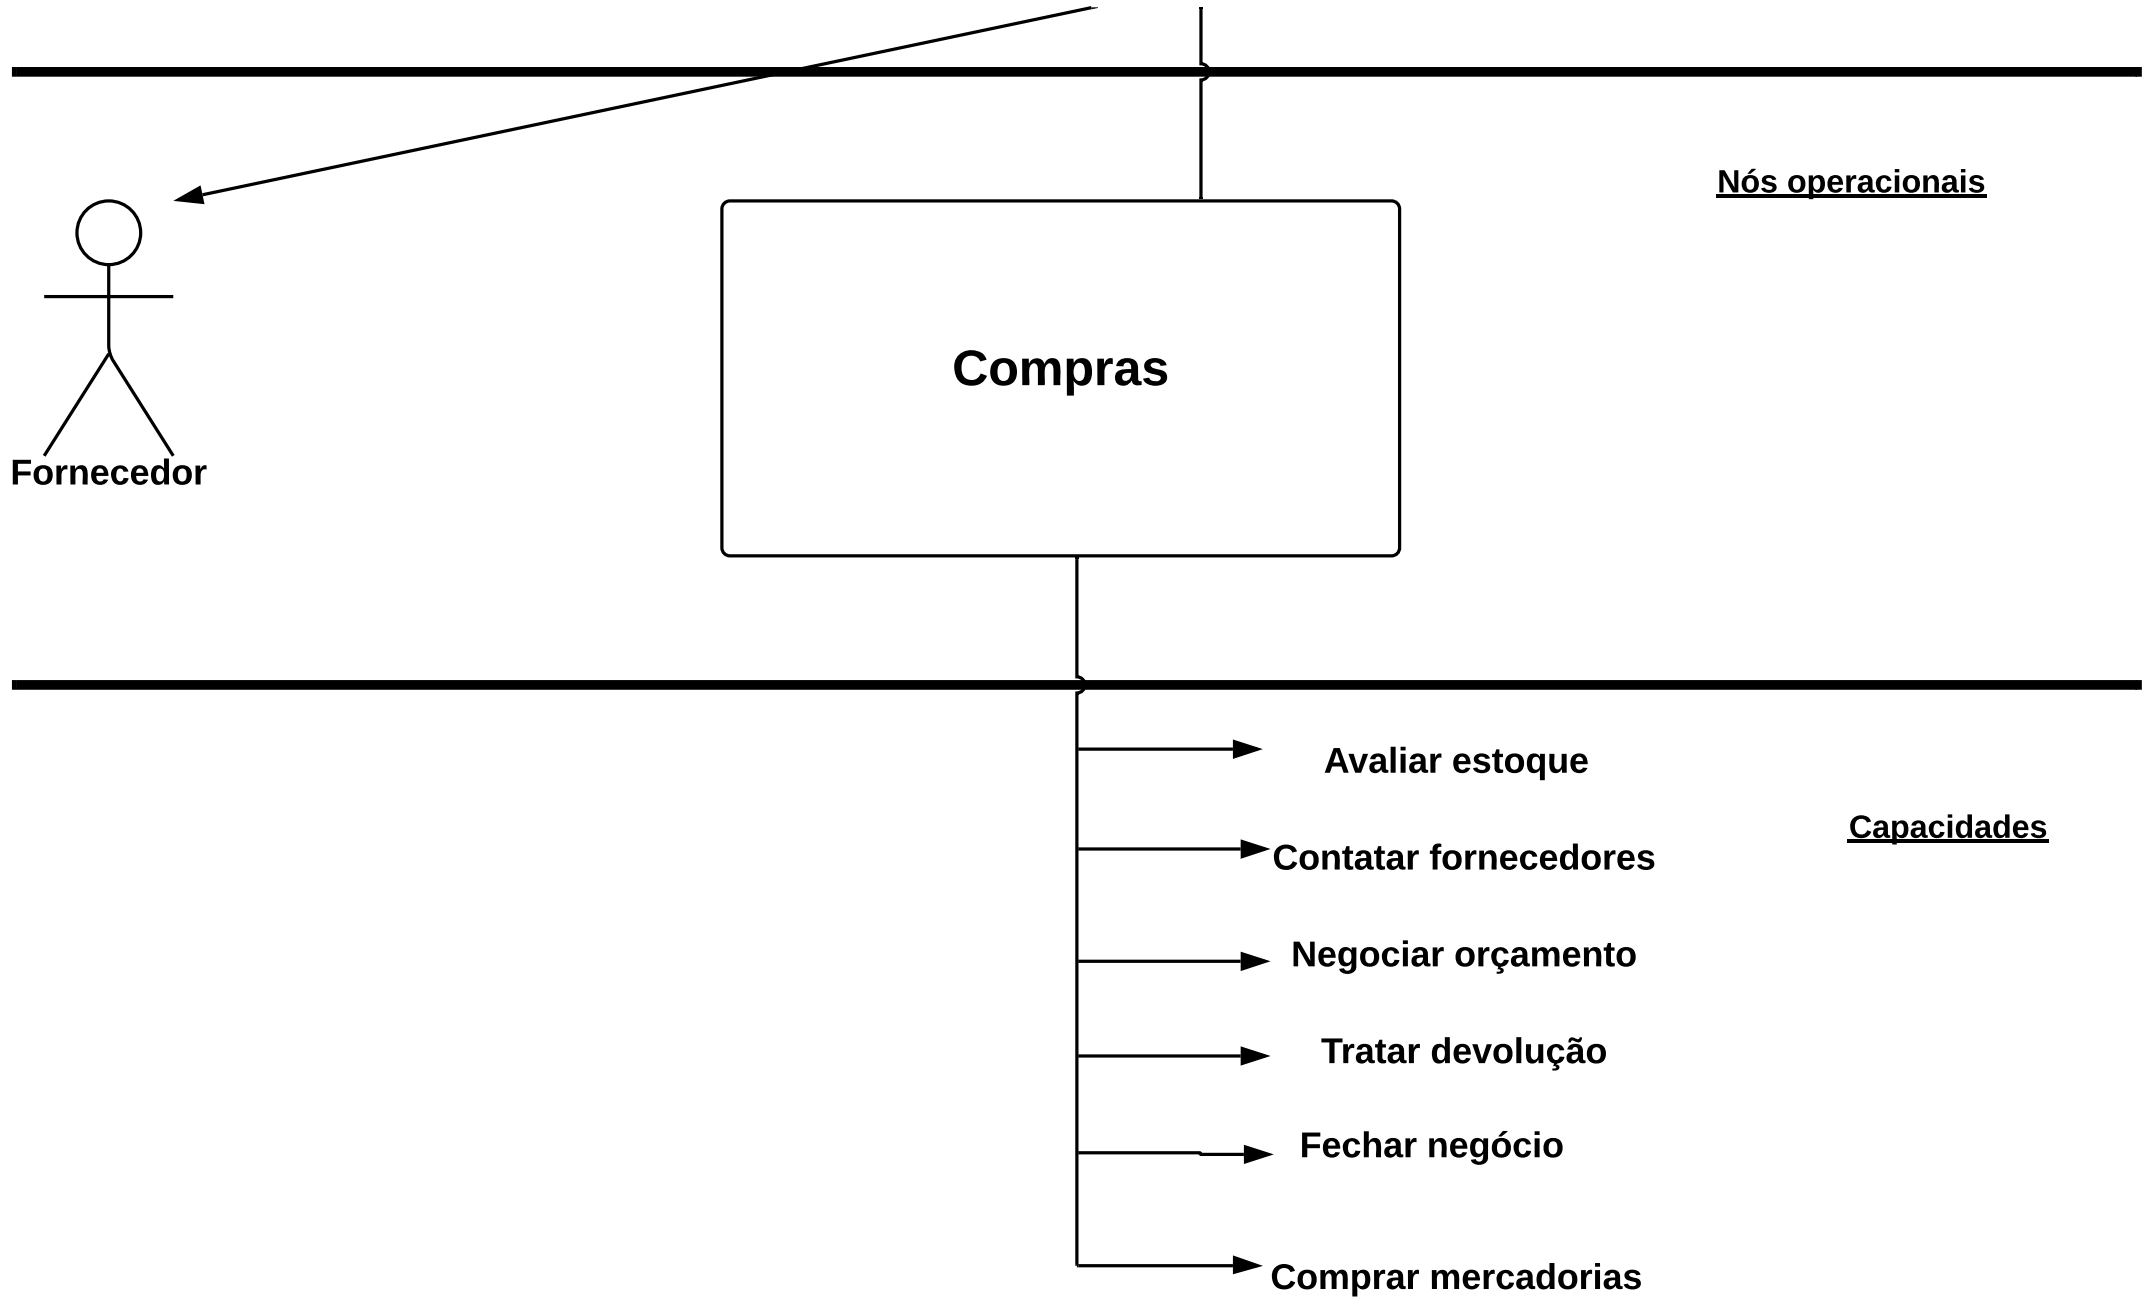 Nós operacionais
Compras
Fornecedor
Avaliar estoque
Capacidades
Contatar fornecedores
Negociar orçamento
Tratar devolução
Fechar negócio
Comprar mercadorias